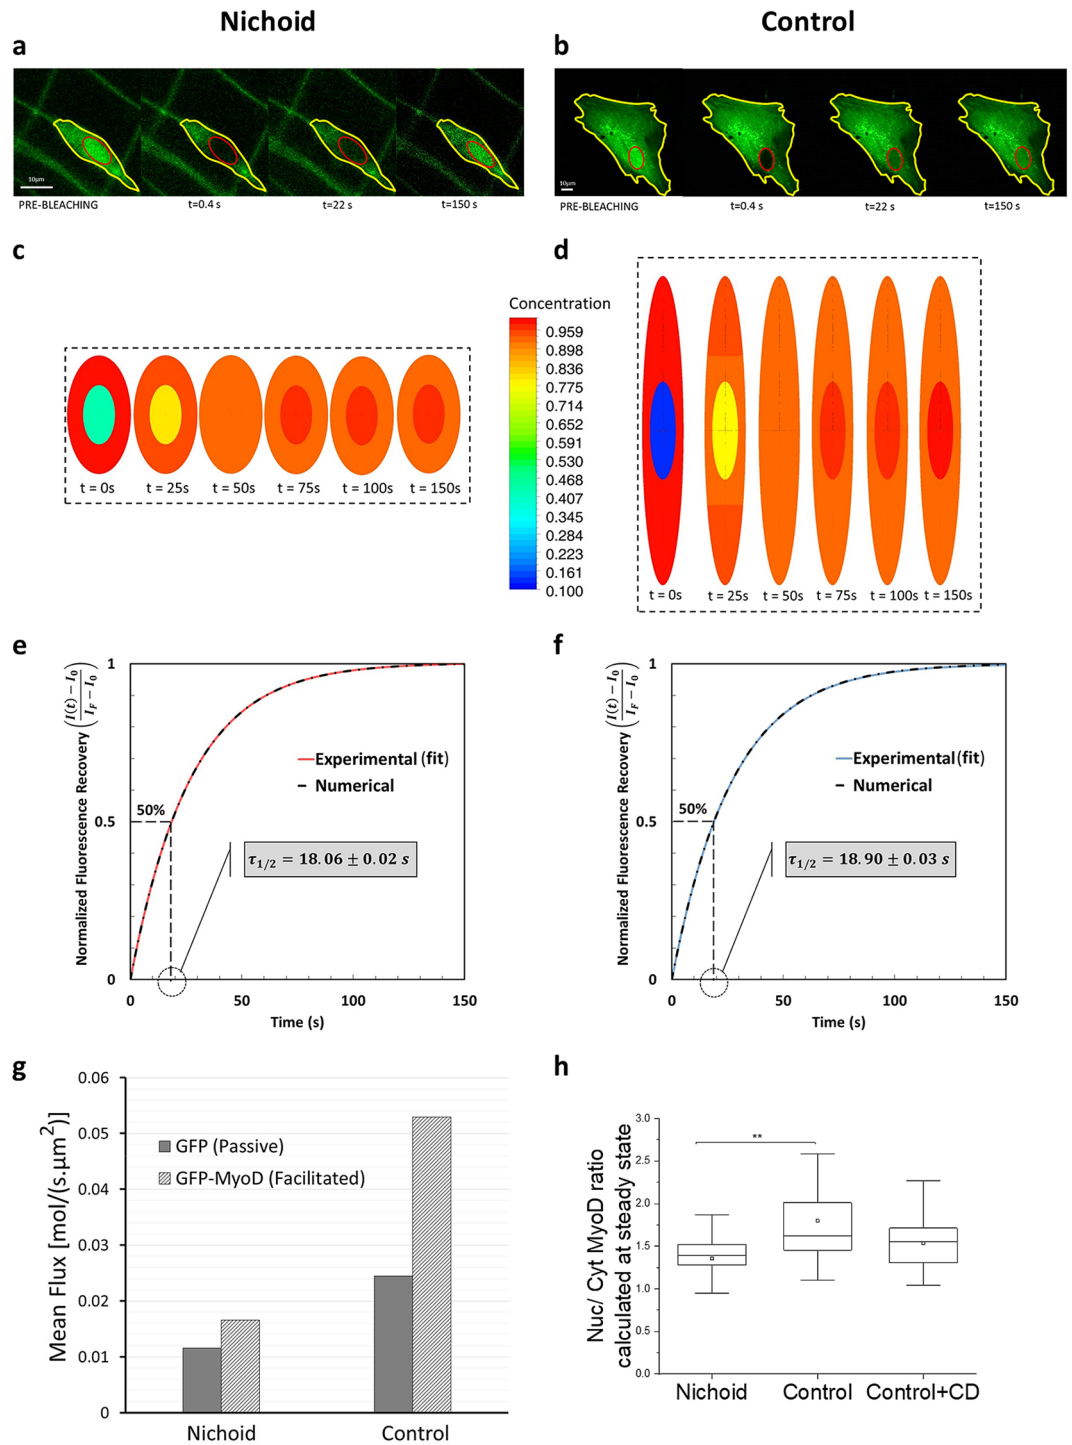 Nichoid
Control
a
b
10μm
PRE-BLEACHING
t=0.4 s
t=22 s
t=150 s
10μm
PRE-BLEACHING
t=0.4 s
t=22 s
t=150 s
c
d
Concentration
0.959
0.898
0.836
0.775
0.714
0.652
0.591
0.530
0.468
0.407
0.345
0.284
0.223
0.161
0.100
t = 0s
t = 25s
t = 50s
t = 75s
t = 100s
t = 150s
t = 0s
t = 25s
t = 50s
t = 75s
t = 100s
t = 150s
e
Normalized Fluorescence Recovery (I(t) − I0 / IF − I0)
1
0.5
0
50%
Experimental (fit)
Numerical
τ1/2 = 18.06 ± 0.02 s
0
50
100
150
Time (s)
f
Normalized Fluorescence Recovery (I(t) − I0 / IF − I0)
1
0.5
0
50%
Experimental (fit)
Numerical
τ1/2 = 18.90 ± 0.03 s
0
50
100
150
Time (s)
g
Mean Flux [mol/(s.μm²)]
0.06
0.05
0.04
0.03
0.02
0.01
0
GFP (Passive)
GFP-MyoD (Facilitated)
Nichoid
Control
h
Nuc/ Cyt MyoD ratio
calculated at steady state
3.0
2.5
2.0
1.5
1.0
0.5
0.0
**
Nichoid
Control
Control+CD